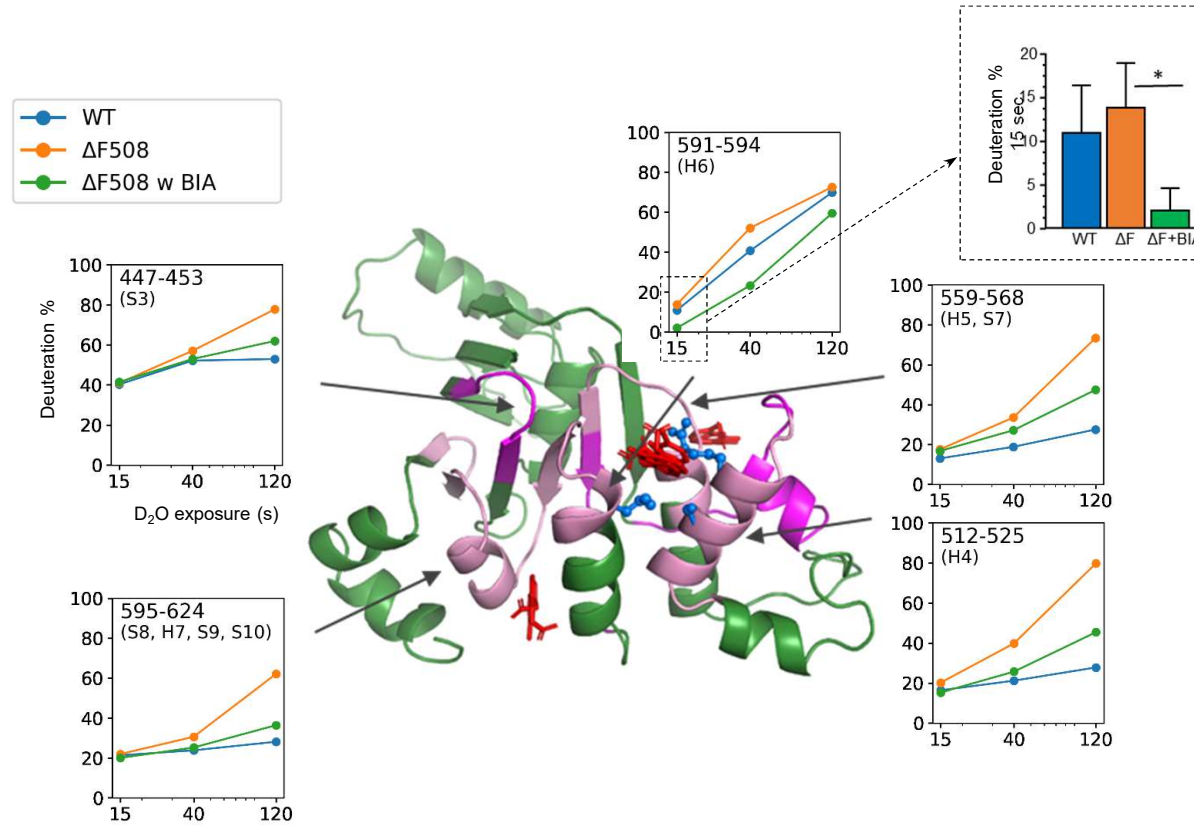 WT
ΔF508
ΔF508 w BIA
Deuteration %
15 sec
20
15
10
5
0
*
WT ΔF ΔF+BIA
591-594
(H6)
100
80
60
40
20
0
15 40 120
447-453
(S3)
100
80
60
40
20
0
15 40 120
Deuteration %
D₂O exposure (s)
559-568
(H5, S7)
100
80
60
40
20
0
15 40 120
512-525
(H4)
100
80
60
40
20
0
15 40 120
595-624
(S8, H7, S9, S10)
100
80
60
40
20
0
15 40 120